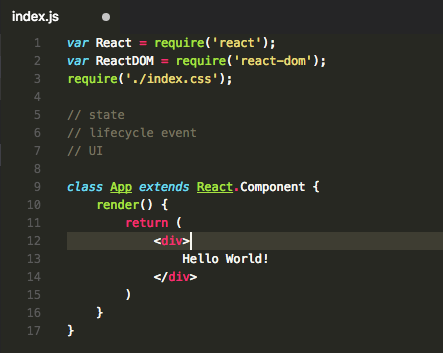 index.js
1 var React = require('react');
2 var ReactDOM = require('react-dom');
3 require('./index.css');
4
5 // state
6 // lifecycle event
7 // UI
8
9 class App extends React.Component {
10     render() {
11         return (
12             <div>
13                 Hello World!
14             </div>
15         )
16     }
17 }